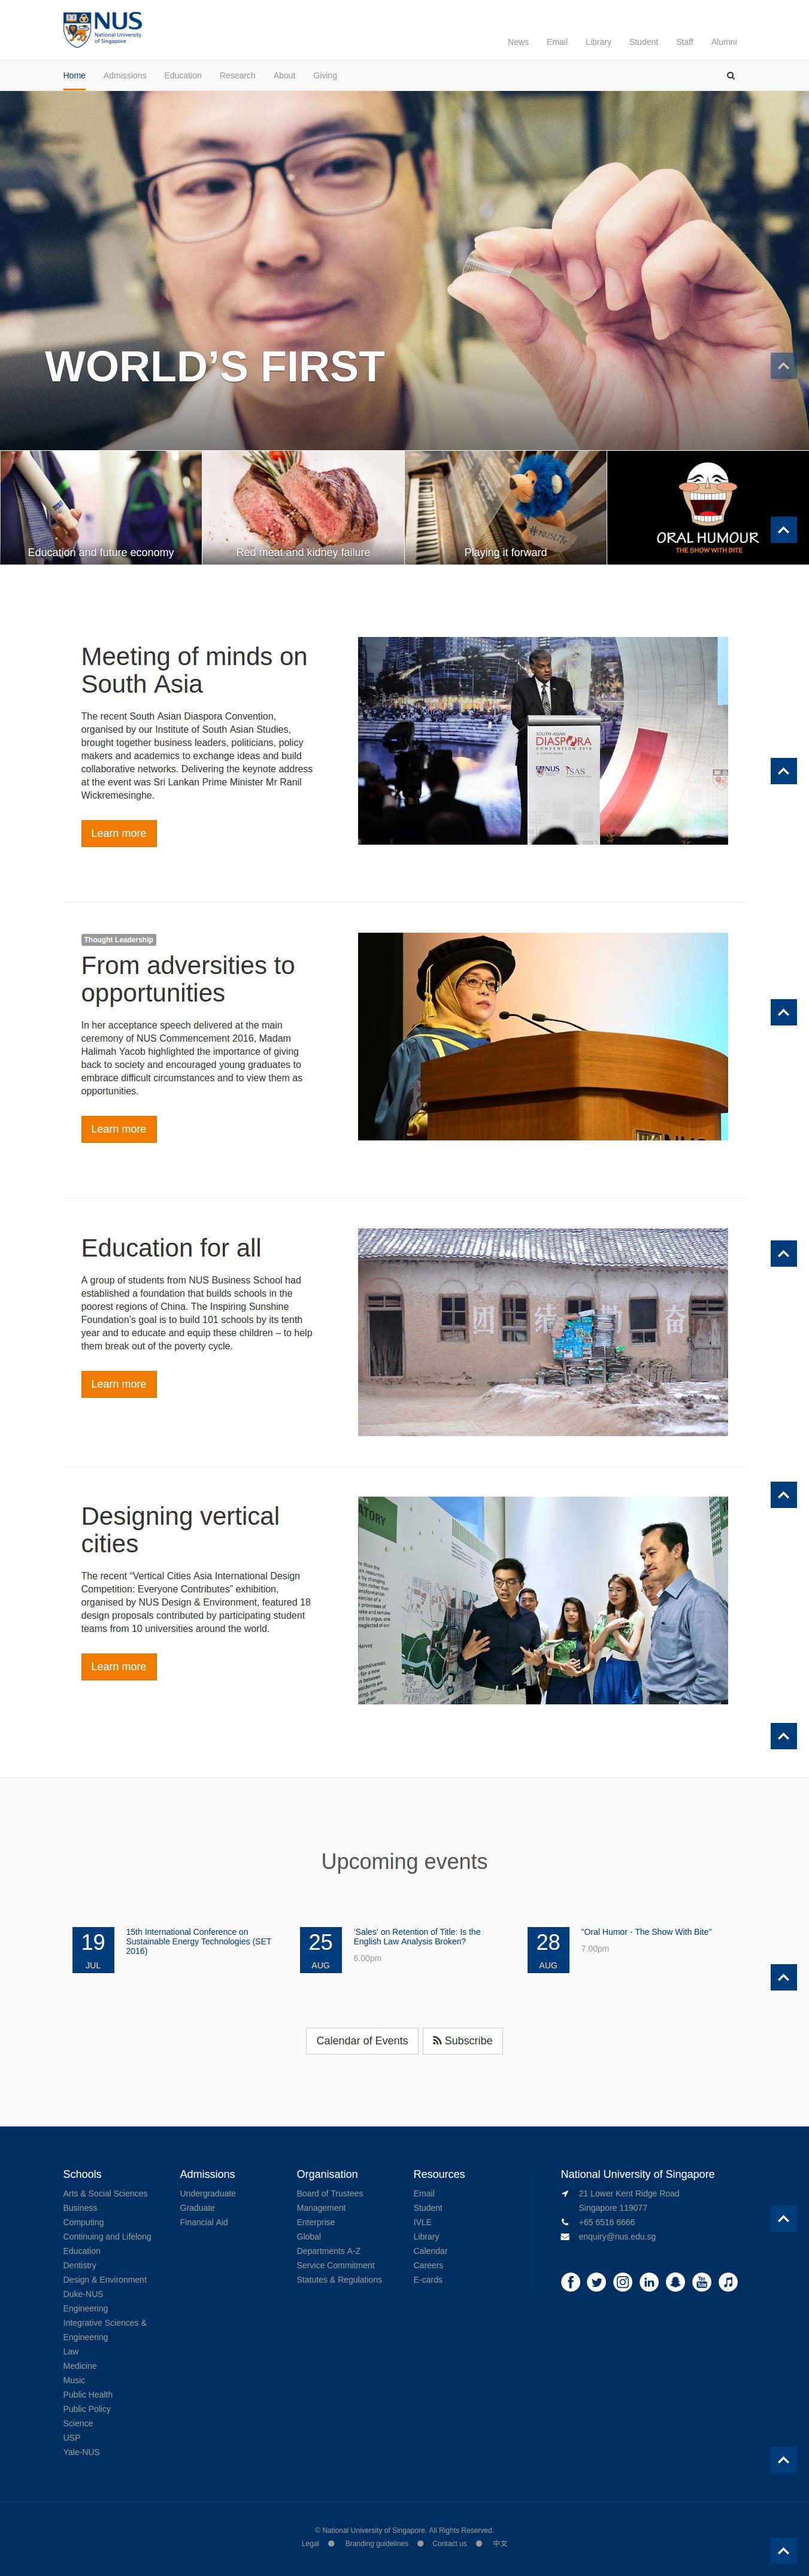 NUS
National University
of Singapore
News Email Library Student Staff Alumni
Home Admissions Education Research About Giving
WORLD’S FIRST
Education and future economy
Red meat and kidney failure
#NUSLife
Playing it forward
ORAL HUMOUR
THE SHOW WITH BITE
Meeting of minds on
South Asia
The recent South Asian Diaspora Convention,
organised by our Institute of South Asian Studies,
brought together business leaders, politicians, policy
makers and academics to exchange ideas and build
collaborative networks. Delivering the keynote address
at the event was Sri Lankan Prime Minister Mr Ranil
Wickremesinghe.
Learn more
SOUTH ASIAN
DIASPORA
CONVENTION 2016
NUS ISAS
Thought Leadership
From adversities to
opportunities
In her acceptance speech delivered at the main
ceremony of NUS Commencement 2016, Madam
Halimah Yacob highlighted the importance of giving
back to society and encouraged young graduates to
embrace difficult circumstances and to view them as
opportunities.
Learn more
Education for all
A group of students from NUS Business School had
established a foundation that builds schools in the
poorest regions of China. The Inspiring Sunshine
Foundation’s goal is to build 101 schools by its tenth
year and to educate and equip these children – to help
them break out of the poverty cycle.
Learn more
团 结 勤 奋
Designing vertical
cities
The recent “Vertical Cities Asia International Design
Competition: Everyone Contributes” exhibition,
organised by NUS Design & Environment, featured 18
design proposals contributed by participating student
teams from 10 universities around the world.
Learn more
ATORY
Harvey
Upcoming events
19
JUL
15th International Conference on
Sustainable Energy Technologies (SET
2016)
25
AUG
‘Sales’ on Retention of Title: Is the
English Law Analysis Broken?
6.00pm
28
AUG
"Oral Humor - The Show With Bite"
7.00pm
Calendar of Events
Subscribe
Schools
Arts & Social Sciences
Business
Computing
Continuing and Lifelong
Education
Dentistry
Design & Environment
Duke-NUS
Engineering
Integrative Sciences &
Engineering
Law
Medicine
Music
Public Health
Public Policy
Science
USP
Yale-NUS
Admissions
Undergraduate
Graduate
Financial Aid
Organisation
Board of Trustees
Management
Enterprise
Global
Departments A-Z
Service Commitment
Statutes & Regulations
Resources
Email
Student
IVLE
Library
Calendar
Careers
E-cards
National University of Singapore
21 Lower Kent Ridge Road
Singapore 119077
+65 6516 6666
enquiry@nus.edu.sg
© National University of Singapore. All Rights Reserved.
Legal Branding guidelines Contact us 中文